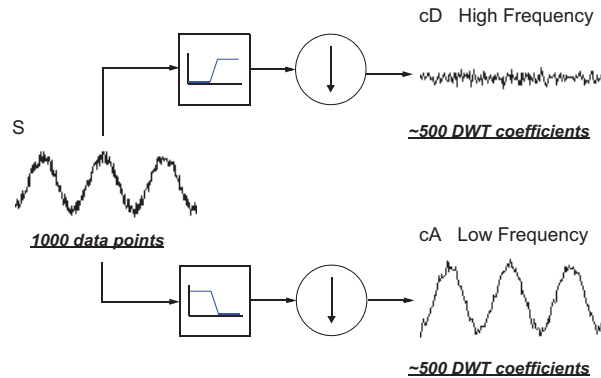 cD High Frequency
~500 DWT coefficients
S
1000 data points
cA Low Frequency
~500 DWT coefficients